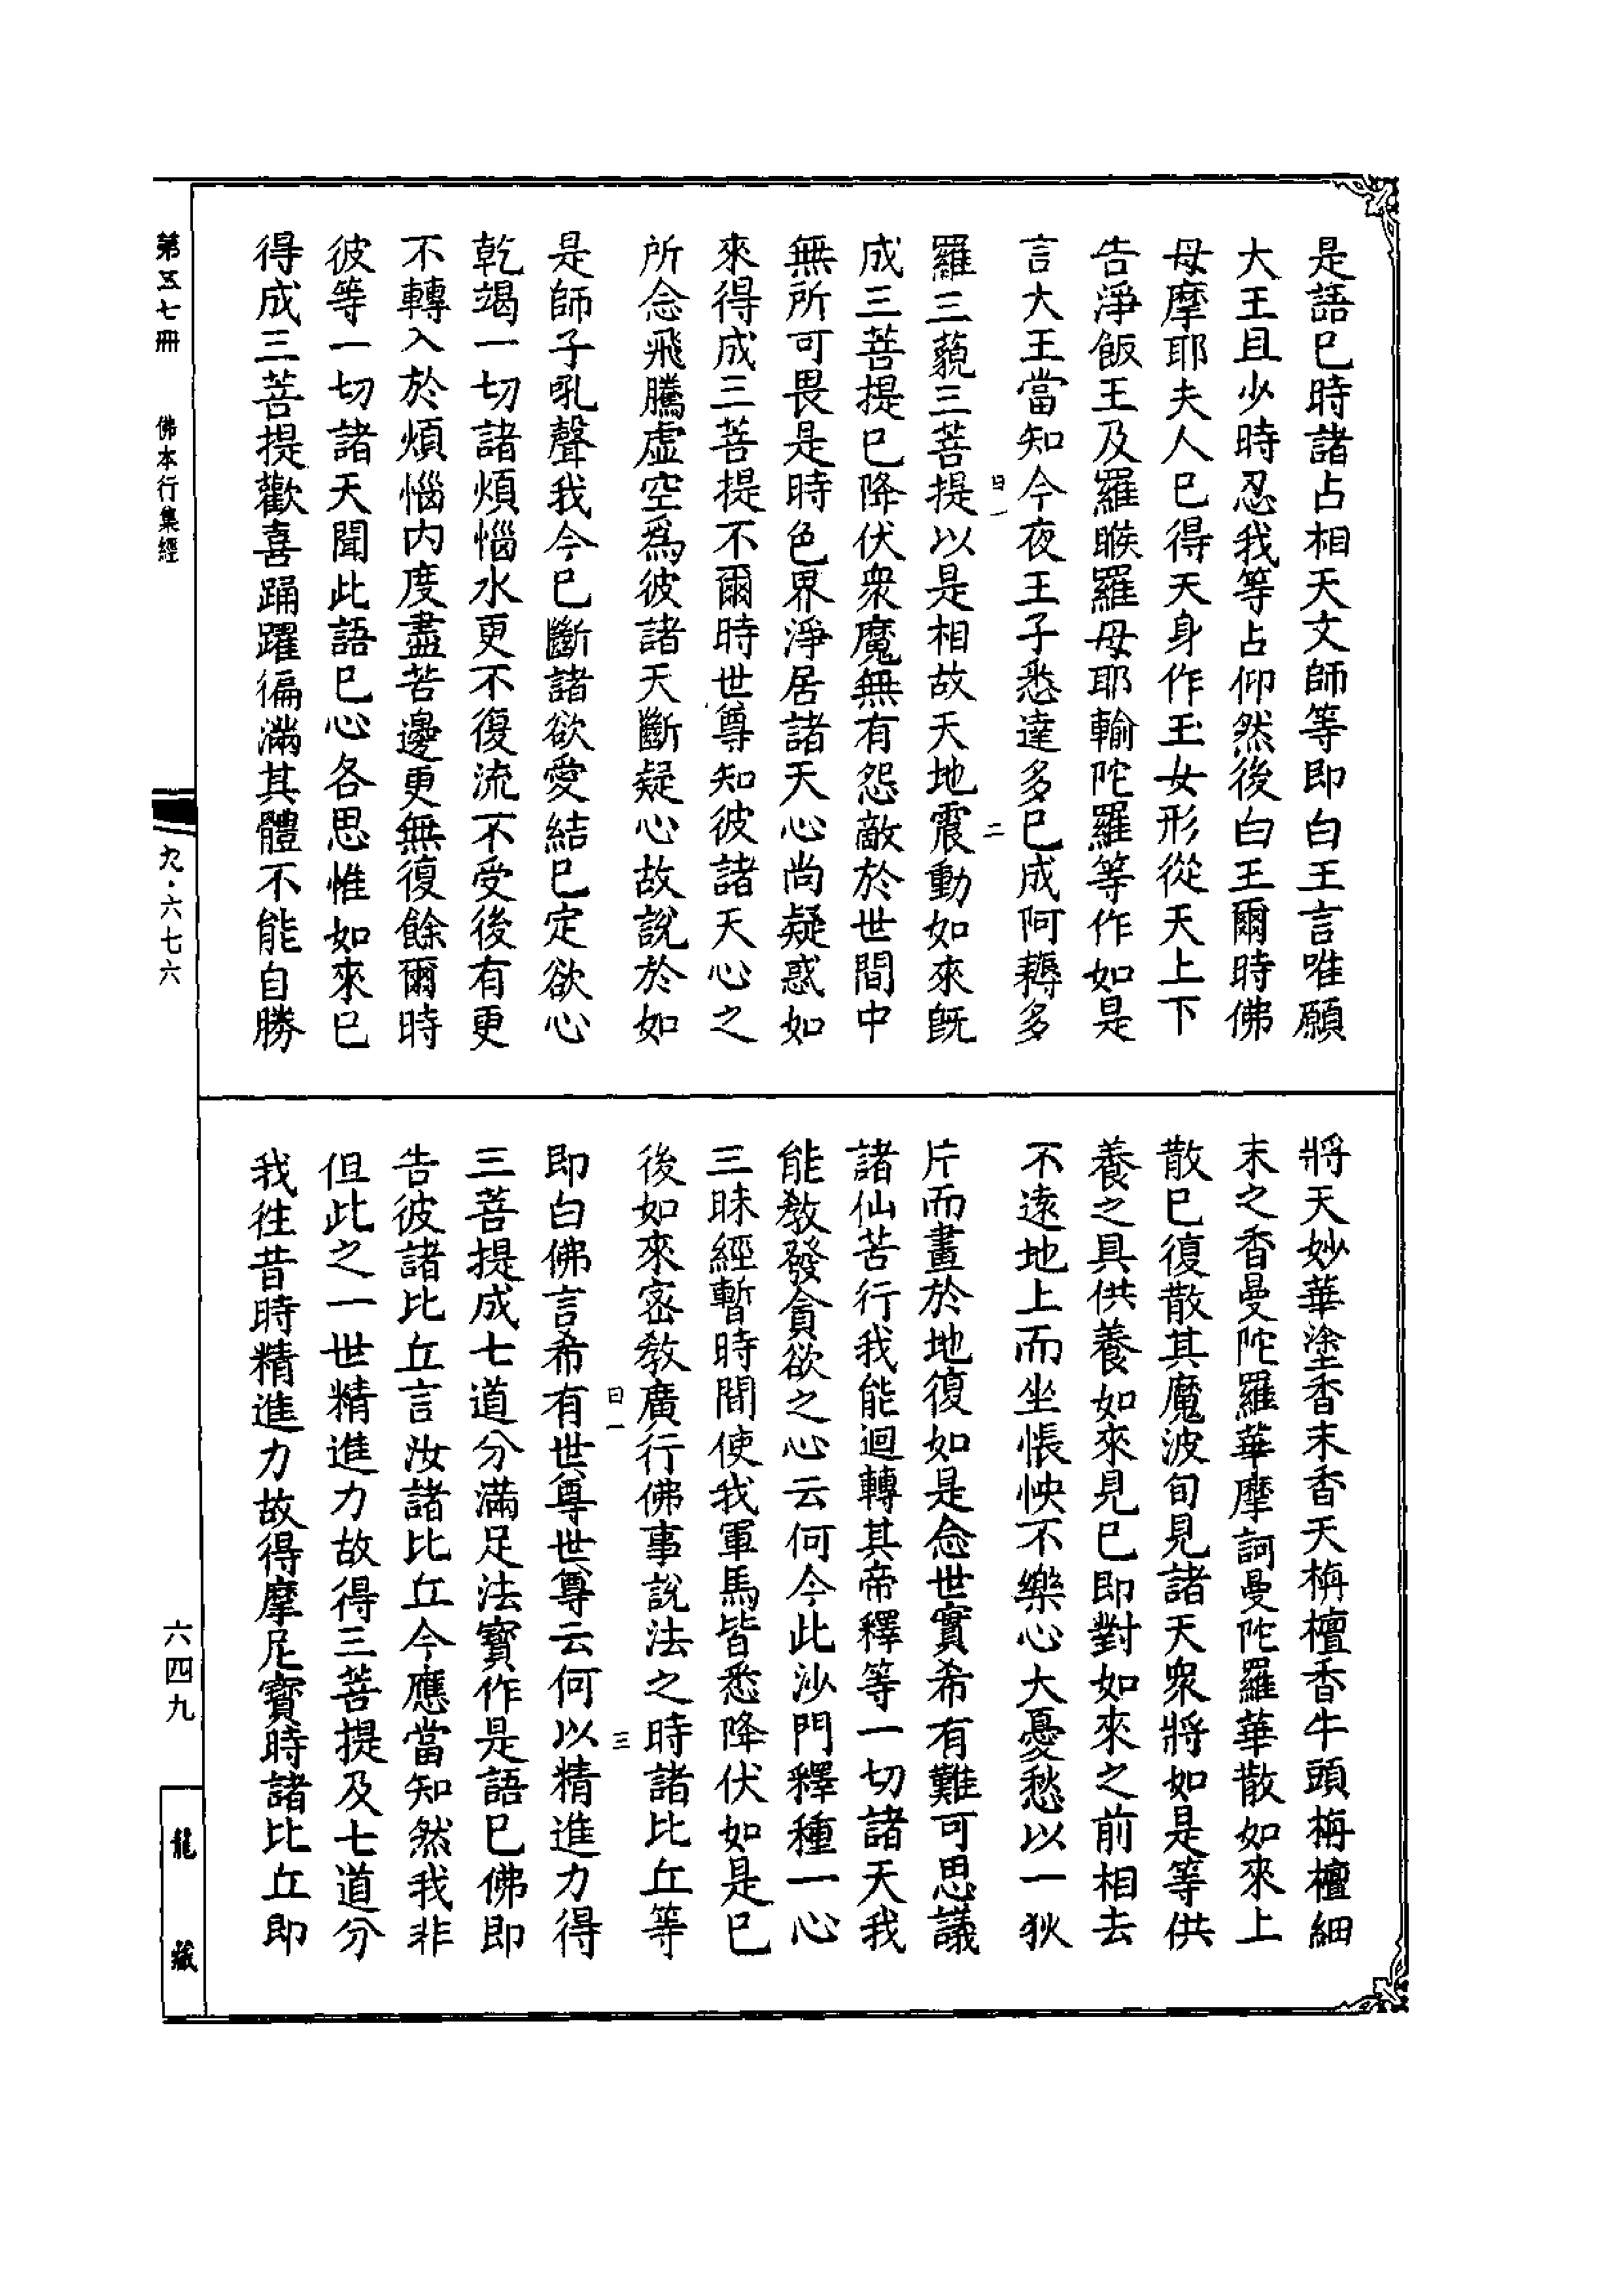 是語巳時諸占相天文師等即白王言唯願
大王且少時忍我等占仰然後白王爾時佛
母摩耶夫人巳得天身作玉女形從天上下
告淨飯王及羅睺羅母耶輸陀羅等作如是
言大王當知今夜王子悉達多巳成阿耨多
曰一
二
羅三藐三菩提以是相故天地震動如來旣
成三菩提巳降伏衆魔無有怨敵於世間中
無所可畏是時色界淨居諸天心尚疑惑如
來得成三菩提不爾時世尊知彼諸天心之
所念飛騰虛空爲彼諸天斷疑心故說於如
是師子吼聲我今巳斷諸欲愛結巳定欲心
乾竭一切諸煩惱水更不復流不受後有更
不轉入於煩惱內度盡苦邊更無復餘爾時
彼等一切諸天聞此語巳心各思惟如來巳
得成三菩提歡喜踊躍徧滿其體不能自勝
將天妙華塗香末香天栴檀香牛頭栴檀細
末之香曼陀羅華摩訶曼陀羅華散如來上
散巳復散其魔波旬見諸天衆將如是等供
養之具供養如來見巳即對如來之前相去
不遠地上而坐悵怏不樂心大憂愁以一狄
片而畫於地復如是念世實希有難可思議
諸仙苦行我能迴轉其帝釋等一切諸天我
能敎發貪欲之心云何今此沙門釋種一心
三昧經暫時間使我軍馬皆悉降伏如是巳
後如來密敎廣行佛事說法之時諸比丘等
曰一
三
即白佛言希有世尊世尊云何以精進力得
三菩提成七道分滿足法寶作是語巳佛即
告彼諸比丘言汝諸比丘今應當知然我非
但此之一世精進力故得三菩提及七道分
我往昔時精進力故得摩尼寶時諸比丘即
第五七冊
佛本行集經
九·六七六
六四九
龍藏